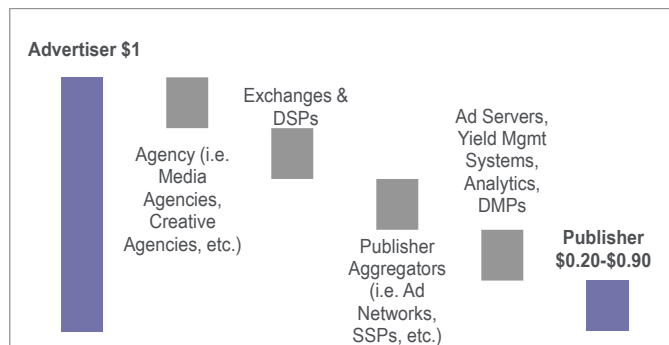 Advertiser $1
Agency (i.e.
Media
Agencies,
Creative
Agencies, etc.)
Exchanges &
DSPs
Publisher
Aggregators
(i.e. Ad
Networks,
SSPs, etc.)
Ad Servers,
Yield Mgmt
Systems,
Analytics,
DMPs
Publisher
$0.20-$0.90